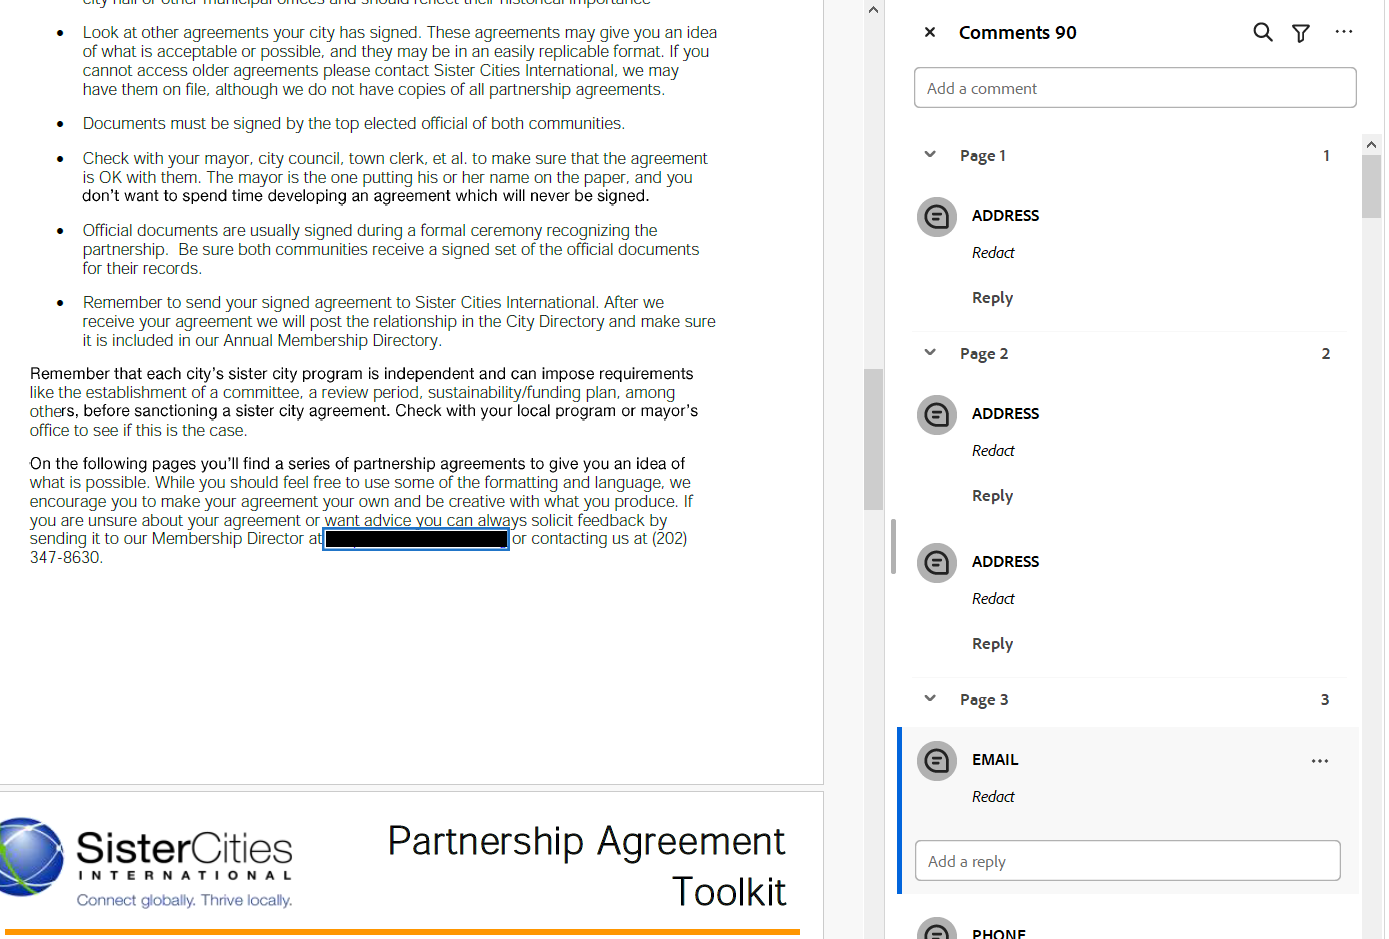 city hall or other municipal offices and should reflect their historical importance
• Look at other agreements your city has signed. These agreements may give you an idea
of what is acceptable or possible, and they may be in an easily replicable format. If you
cannot access older agreements please contact Sister Cities International, we may
have them on file, although we do not have copies of all partnership agreements.
• Documents must be signed by the top elected official of both communities.
• Check with your mayor, city council, town clerk, et al. to make sure that the agreement
is OK with them. The mayor is the one putting his or her name on the paper, and you
don’t want to spend time developing an agreement which will never be signed.
• Official documents are usually signed during a formal ceremony recognizing the
partnership.  Be sure both communities receive a signed set of the official documents
for their records.
• Remember to send your signed agreement to Sister Cities International. After we
receive your agreement we will post the relationship in the City Directory and make sure
it is included in our Annual Membership Directory.
Remember that each city’s sister city program is independent and can impose requirements
like the establishment of a committee, a review period, sustainability/funding plan, among
others, before sanctioning a sister city agreement. Check with your local program or mayor’s
office to see if this is the case.
On the following pages you’ll find a series of partnership agreements to give you an idea of
what is possible. While you should feel free to use some of the formatting and language, we
encourage you to make your agreement your own and be creative with what you produce. If
you are unsure about your agreement or want advice you can always solicit feedback by
sending it to our Membership Director at or contacting us at (202)
347-8630.
SisterCities
INTERNATIONAL
Connect globally. Thrive locally.
Partnership Agreement
Toolkit
Comments 90
Add a comment
Page 1 1
ADDRESS
Redact
Reply
Page 2 2
ADDRESS
Redact
Reply
ADDRESS
Redact
Reply
Page 3 3
EMAIL
Redact
Add a reply
PHONE